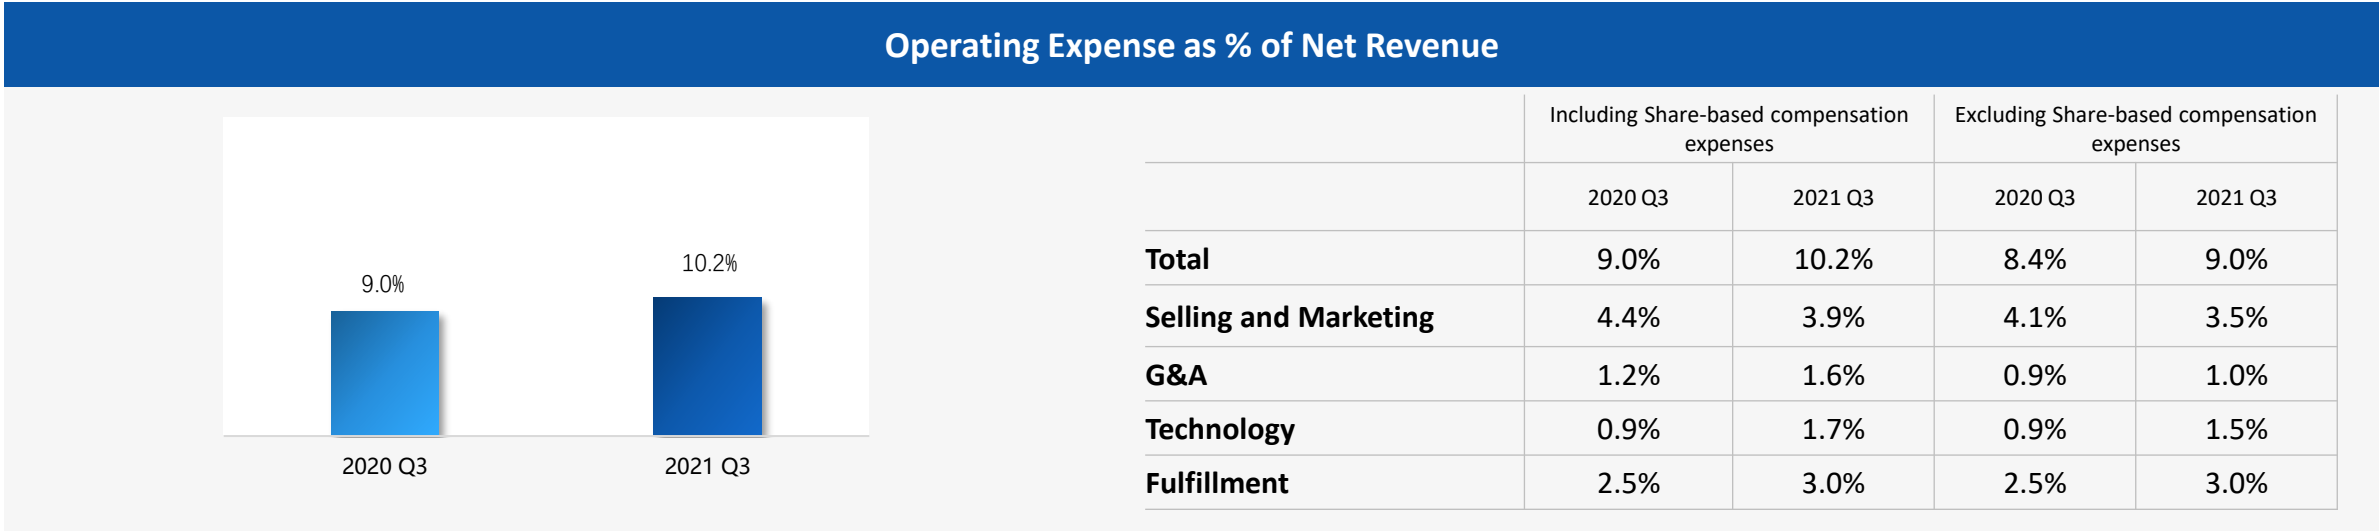 Operating Expense as % of Net Revenue
9.0%
10.2%
2020 Q3
2021 Q3
Including Share-based compensation
expenses
Excluding Share-based compensation
expenses
2020 Q3 2021 Q3 2020 Q3 2021 Q3
Total 9.0% 10.2% 8.4% 9.0%
Selling and Marketing 4.4% 3.9% 4.1% 3.5%
G&A 1.2% 1.6% 0.9% 1.0%
Technology 0.9% 1.7% 0.9% 1.5%
Fulfillment 2.5% 3.0% 2.5% 3.0%